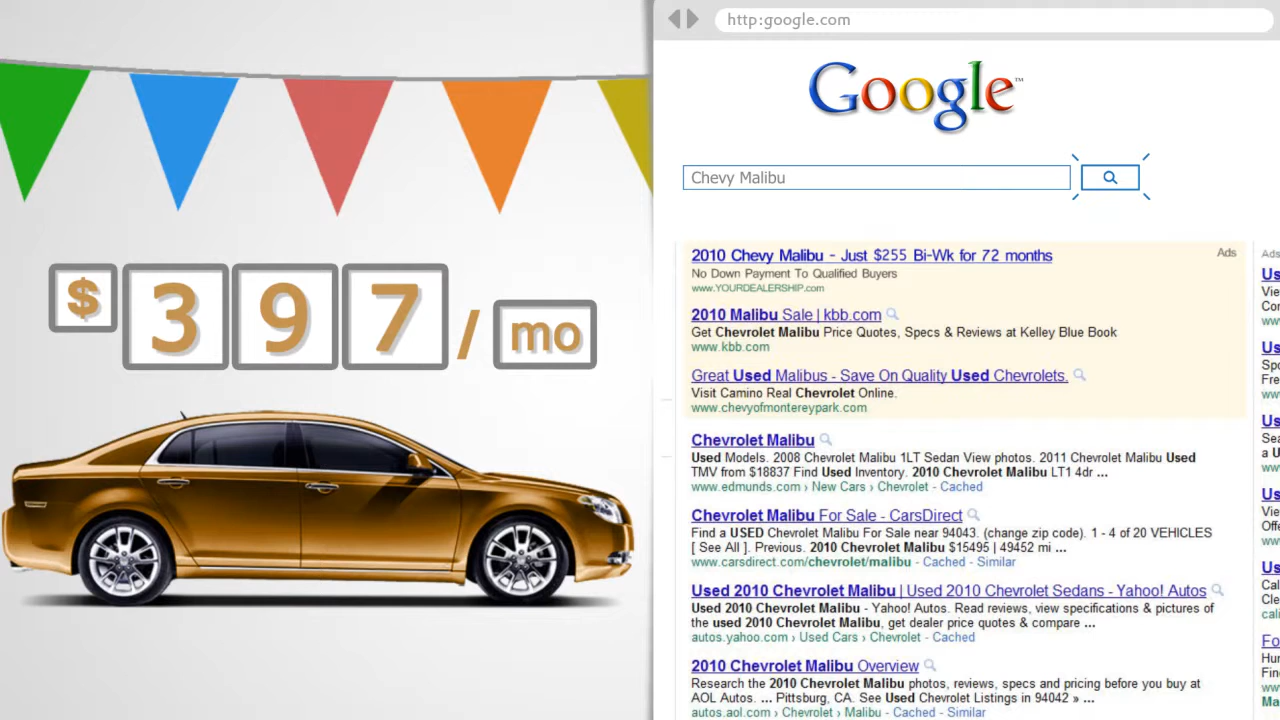 $ 397 / mo
http:google.com
Google™
Chevy Malibu
2010 Chevy Malibu - Just $255 Bi-Wk for 72 months
Ads
No Down Payment To Qualified Buyers
www.YOURDEALERSHIP.com
2010 Malibu Sale | kbb.com
Get Chevrolet Malibu Price Quotes, Specs & Reviews at Kelley Blue Book
www.kbb.com
Great Used Malibus - Save On Quality Used Chevrolets.
Visit Camino Real Chevrolet Online.
www.chevyofmontereypark.com
Chevrolet Malibu
Used Models. 2008 Chevrolet Malibu 1LT Sedan View photos. 2011 Chevrolet Malibu Used
TMV from $18837 Find Used Inventory. 2010 Chevrolet Malibu LT1 4dr ...
www.edmunds.com › New Cars › Chevrolet - Cached
Chevrolet Malibu For Sale - CarsDirect
Find a USED Chevrolet Malibu For Sale near 94043. (change zip code). 1 - 4 of 20 VEHICLES
[ See All ]. Previous. 2010 Chevrolet Malibu $15495 | 49452 mi ...
www.carsdirect.com/chevrolet/malibu - Cached - Similar
Used 2010 Chevrolet Malibu | Used 2010 Chevrolet Sedans - Yahoo! Autos
Used 2010 Chevrolet Malibu - Yahoo! Autos. Read reviews, view specifications & pictures of
the used 2010 Chevrolet Malibu, get dealer price quotes & compare ...
autos.yahoo.com › Used Cars › Chevrolet - Cached
2010 Chevrolet Malibu Overview
Research the 2010 Chevrolet Malibu photos, reviews, specs and pricing before you buy at
AOL Autos. ... Pittsburg, CA. See Used Chevrolet Listings in 94042 » ...
autos.aol.com › Chevrolet › Malibu - Cached - Similar
Ads